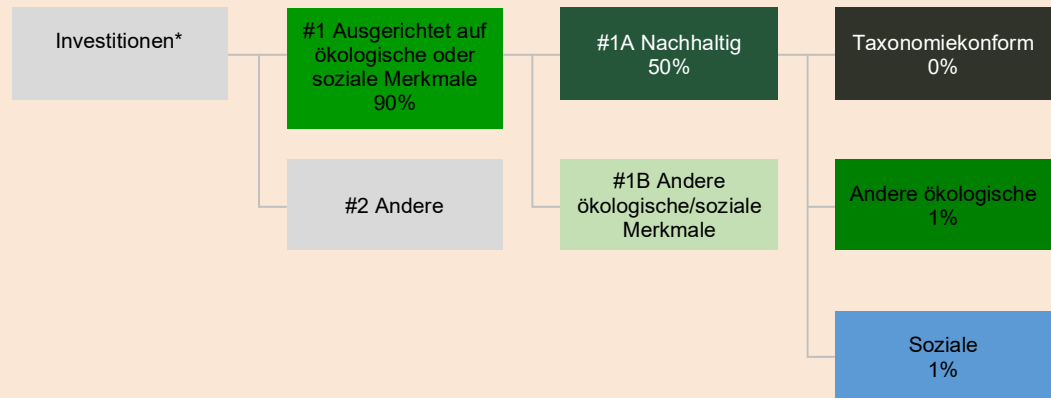 Investitionen*
#1 Ausgerichtet auf
ökologische oder
soziale Merkmale
90%
#1A Nachhaltig
50%
Taxonomiekonform
0%
#2 Andere
#1B Andere
ökologische/soziale
Merkmale
Andere ökologische
1%
Soziale
1%